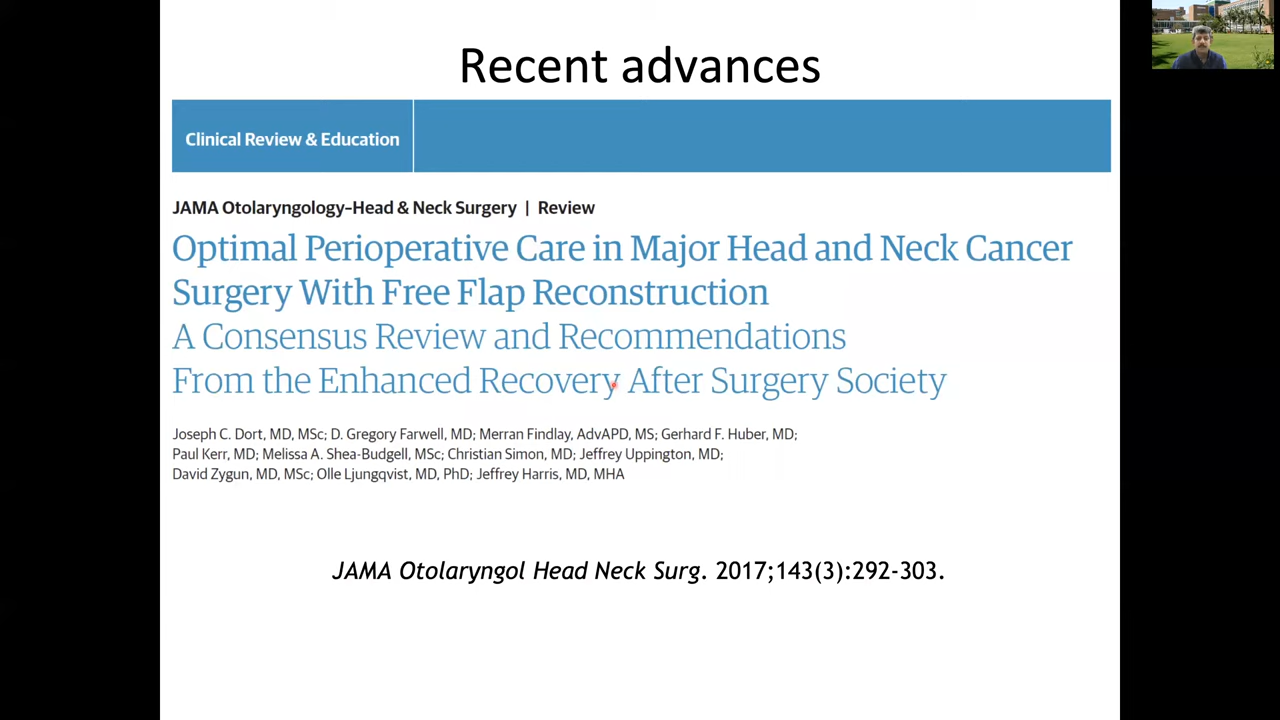 Recent advances
Clinical Review & Education
JAMA Otolaryngology–Head & Neck Surgery | Review
Optimal Perioperative Care in Major Head and Neck Cancer
Surgery With Free Flap Reconstruction
A Consensus Review and Recommendations
From the Enhanced Recovery After Surgery Society
Joseph C. Dort, MD, MSc; D. Gregory Farwell, MD; Merran Findlay, AdvAPD, MS; Gerhard F. Huber, MD;
Paul Kerr, MD; Melissa A. Shea-Budgell, MSc; Christian Simon, MD; Jeffrey Uppington, MD;
David Zygun, MD, MSc; Olle Ljungqvist, MD, PhD; Jeffrey Harris, MD, MHA
JAMA Otolaryngol Head Neck Surg. 2017;143(3):292-303.